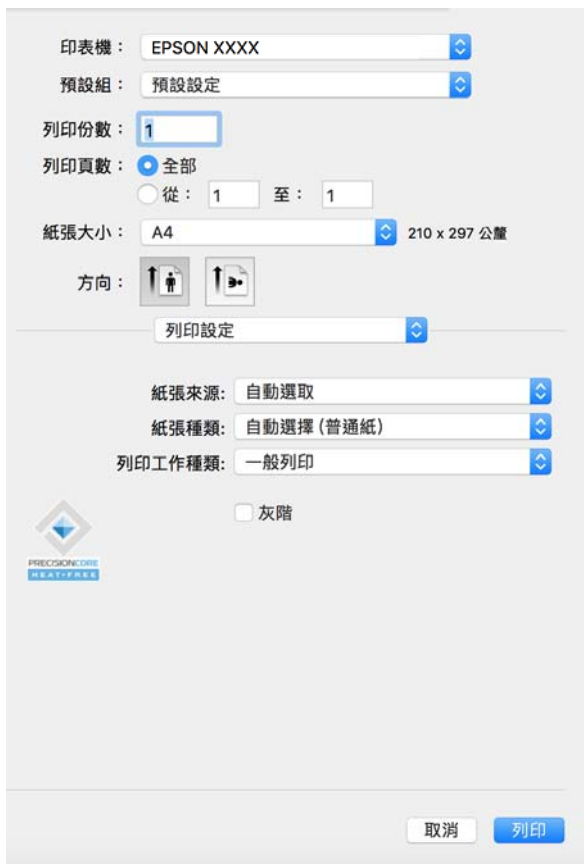 印表機： EPSON XXXX
預設組： 預設設定
列印份數： 1
列印頁數： 全部
從： 1 至： 1
紙張大小： A4 210 x 297 公釐
方向：
列印設定
紙張來源: 自動選取
紙張種類: 自動選擇 (普通紙)
列印工作種類: 一般列印
灰階
PRECISIONCORE
HEAT-FREE
取消 列印